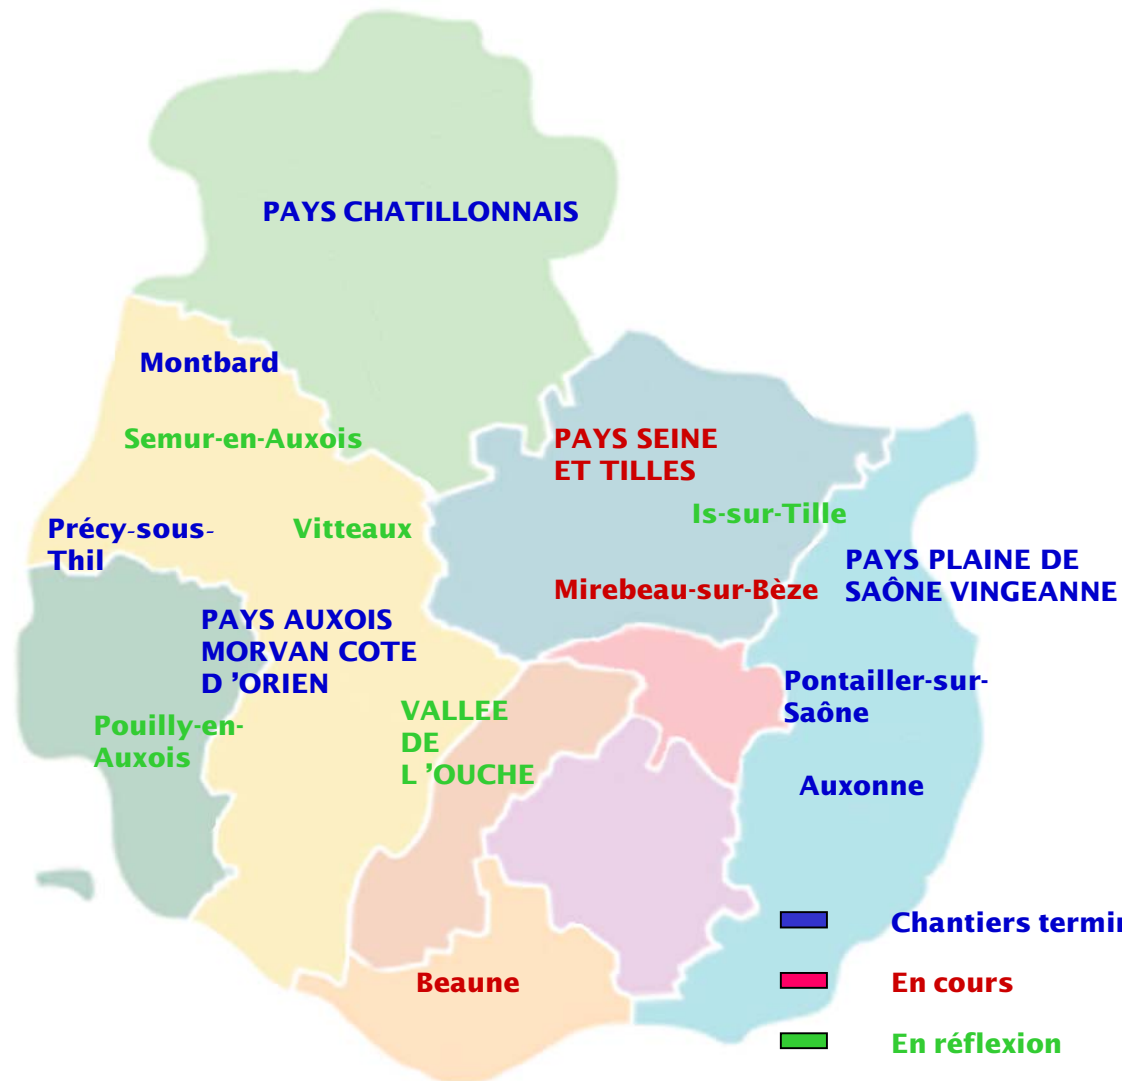 PAYS CHATILLONNAIS
Montbard
Semur-en-Auxois
PAYS SEINE
ET TILLES
Is-sur-Tille
Précy-sous-
Thil
Vitteaux
PAYS PLAINE DE
SAÔNE VINGEANNE
Mirebeau-sur-Bèze
PAYS AUXOIS
MORVAN COTE
D ’ORIEN
Pontailler-sur-
Saône
Pouilly-en-
Auxois
VALLEE
DE
L ’OUCHE
Auxonne
Chantiers termin
Beaune
En cours
En réflexion